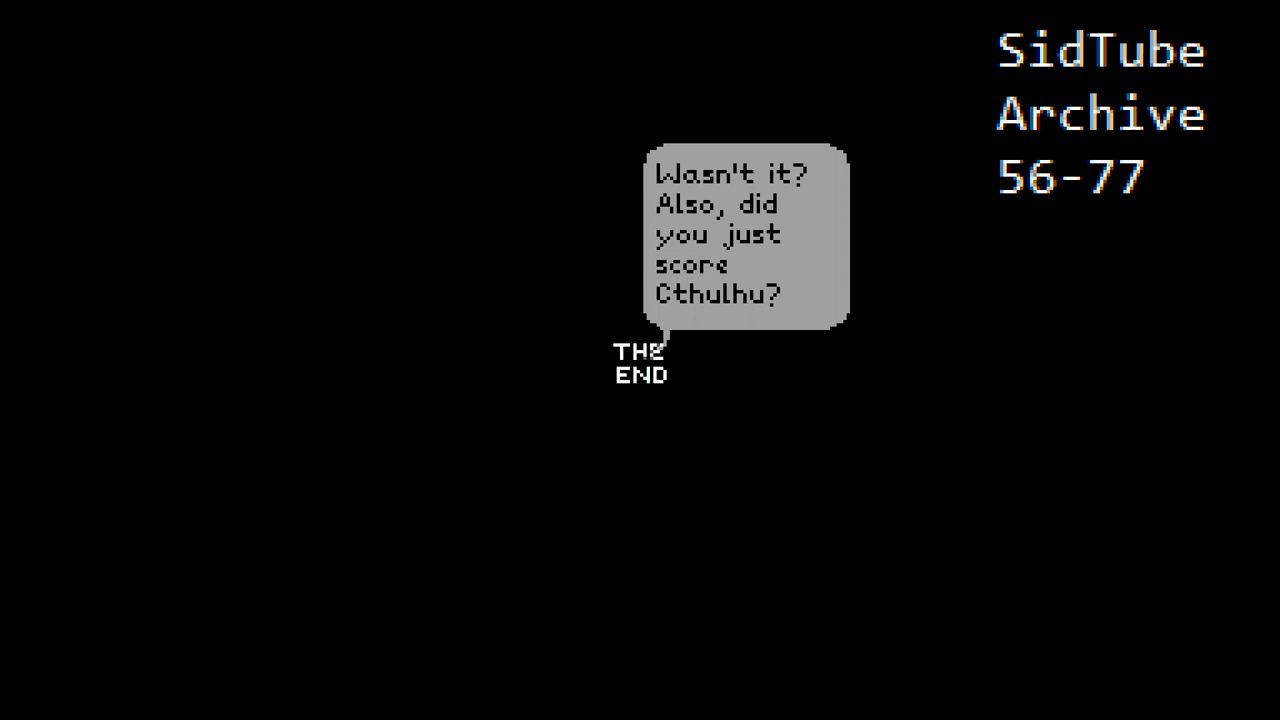 SidTube
Archive
56-77
Wasn't it?
Also, did
you just
score
Cthulhu?
THE
END